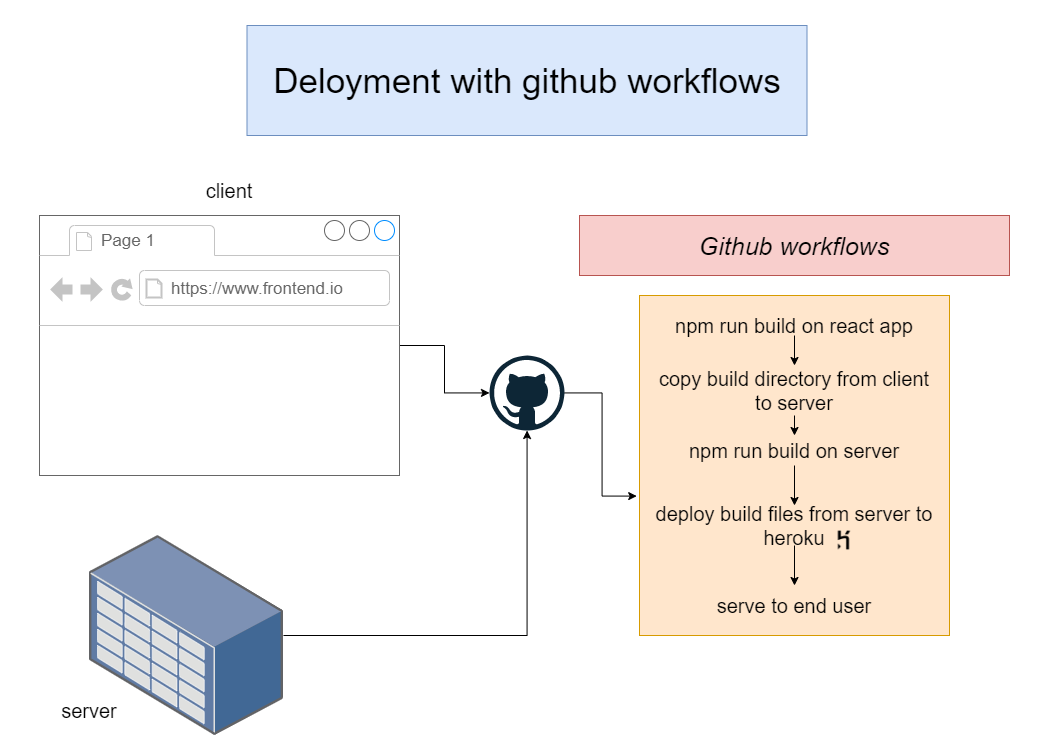 Deloyment with github workflows
client
Page 1
https://www.frontend.io
Github workflows
npm run build on react app
copy build directory from client
to server
npm run build on server
deploy build files from server to
heroku
serve to end user
server